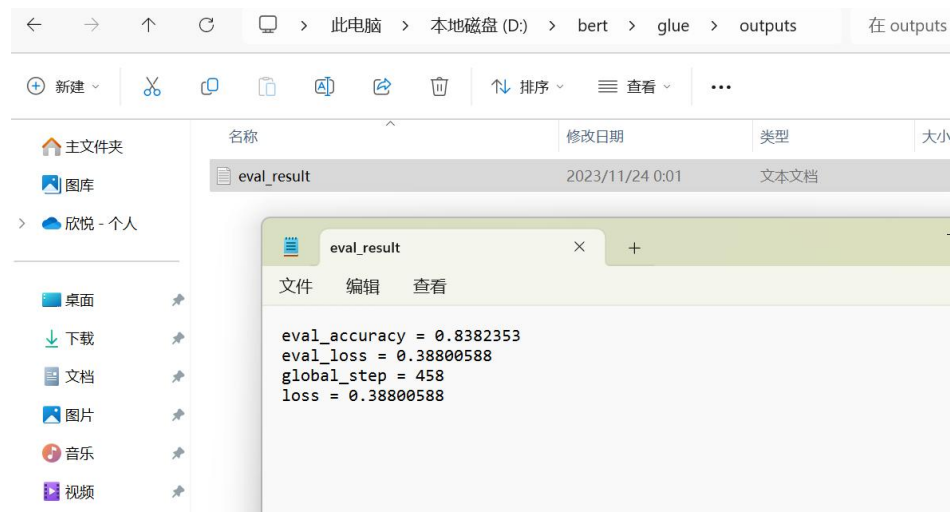 此电脑 > 本地磁盘 (D:) > bert > glue > outputs 在 outputs
新建 排序 查看 •••
名称 修改日期 类型 大小
主文件夹
eval_result 2023/11/24 0:01 文本文档
图库
欣悦 - 个人
eval_result
文件 编辑 查看
桌面
下载
文档
图片
音乐
视频
eval_accuracy = 0.8382353
eval_loss = 0.38800588
global_step = 458
loss = 0.38800588